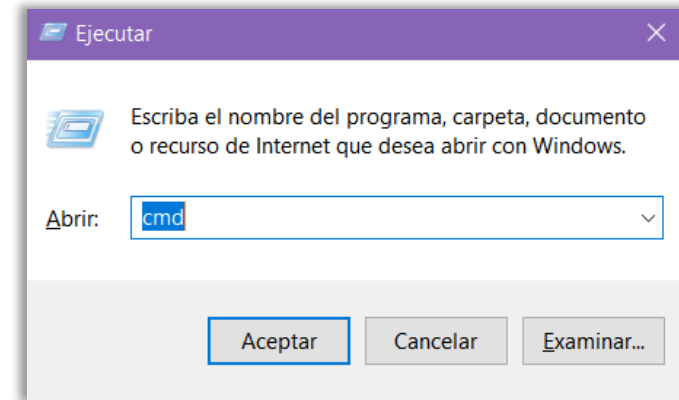 Ejecutar
Escriba el nombre del programa, carpeta, documento
o recurso de Internet que desea abrir con Windows.
Abrir: cmd
Aceptar Cancelar Examinar...